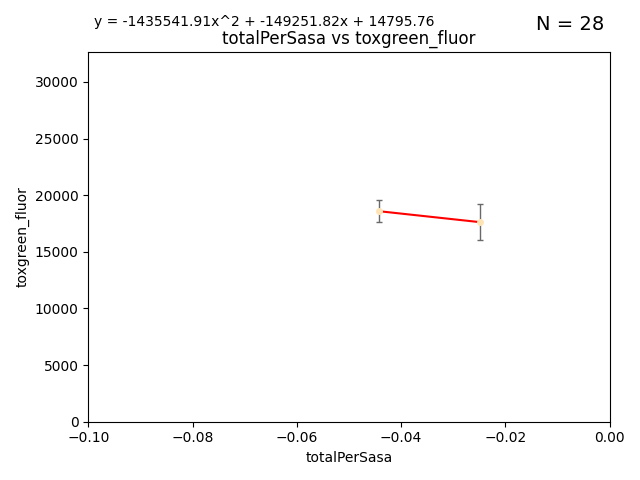 y = -1435541.91x^2 + -149251.82x + 14795.76
N = 28
totalPerSasa vs toxgreen_fluor
30000
25000
20000
15000
10000
5000
0
toxgreen_fluor
−0.10 −0.08 −0.06 −0.04 −0.02 0.00
totalPerSasa